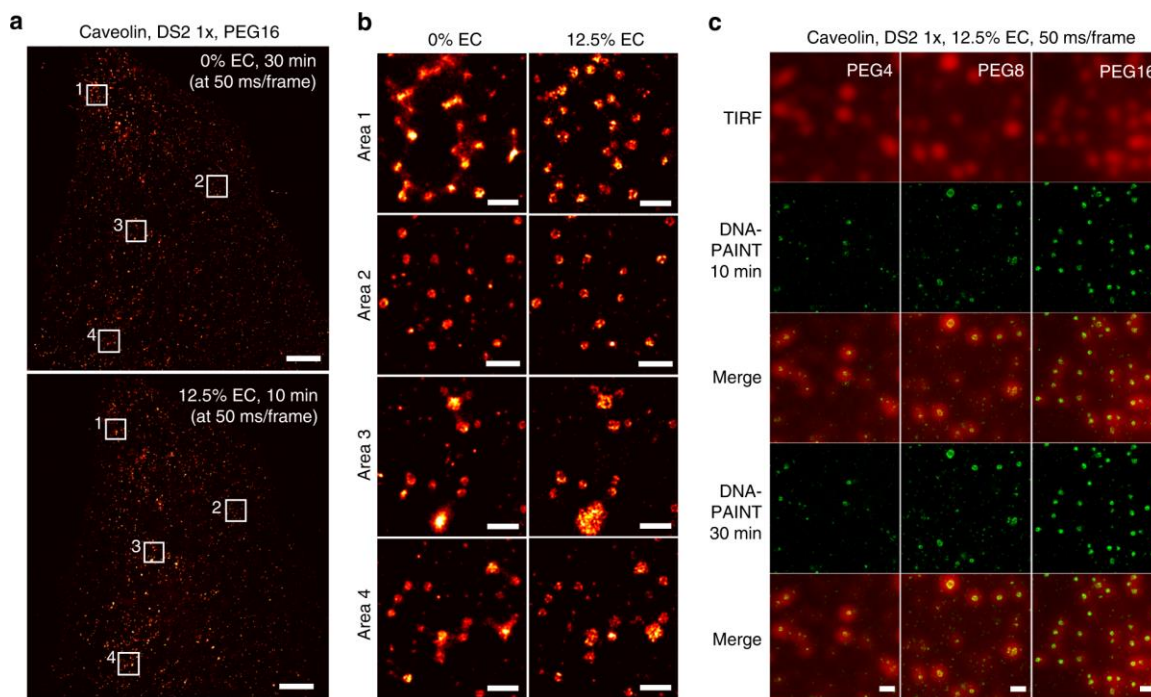 a
Caveolin, DS2 1x, PEG16
0% EC, 30 min
(at 50 ms/frame)
1
2
3
4
12.5% EC, 10 min
(at 50 ms/frame)
1
2
3
4
b
0% EC
12.5% EC
Area 1
Area 2
Area 3
Area 4
c
Caveolin, DS2 1x, 12.5% EC, 50 ms/frame
PEG4
PEG8
PEG16
TIRF
DNA-
PAINT
10 min
Merge
DNA-
PAINT
30 min
Merge